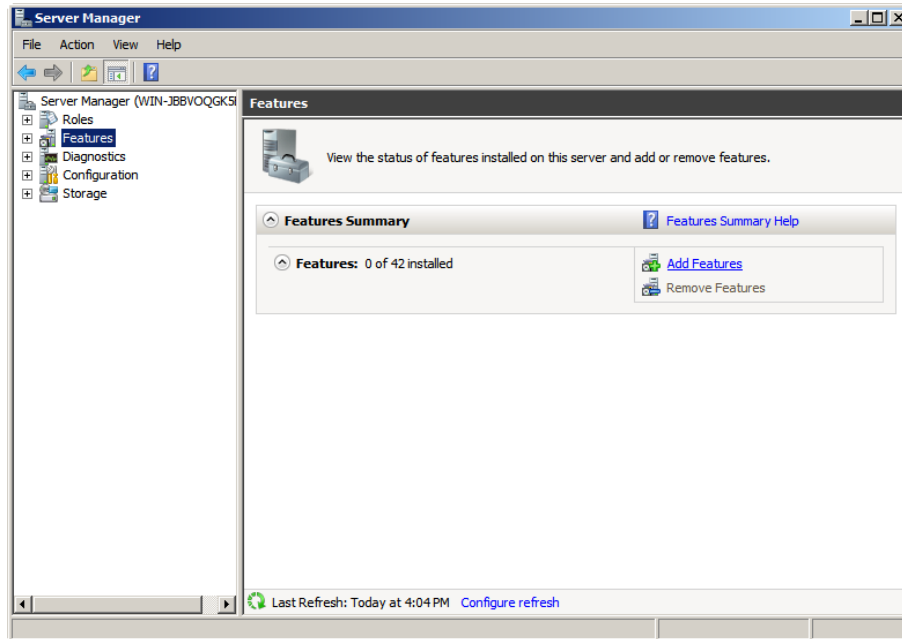 Server Manager
File Action View Help
Server Manager (WIN-JBBVOQGK5
Roles
Features
Diagnostics
Configuration
Storage
Features
View the status of features installed on this server and add or remove features.
Features Summary
Features Summary Help
Features: 0 of 42 installed
Add Features
Remove Features
Last Refresh: Today at 4:04 PM Configure refresh